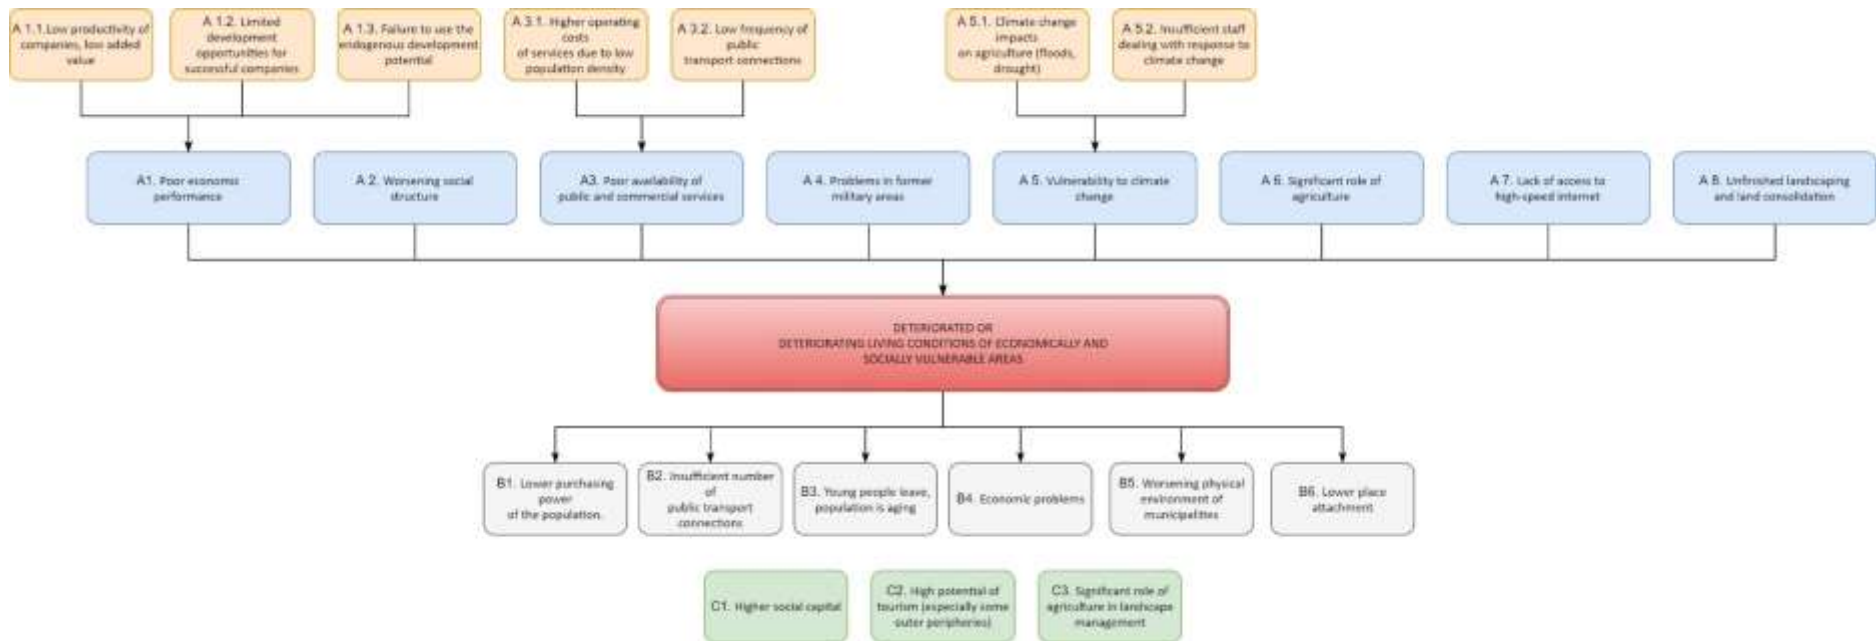 A 1.1.Low productivity of
companies, low added
value
A 1.2. Limited
development
opportunities for
successful companies
A 1.3. Failure to use the
endogenous development
potential
A 3.1. Higher operating
costs
of services due to low
population density
A 3.2. Low frequency of
public
transport connections
A 5.1. Climate change
impacts
on agriculture (floods,
drought)
A 5.2. Insufficient staff
dealing with response to
climate change
A1. Poor economic
performance
A 2. Worsening social
structure
A3. Poor availability of
public and commercial services
A 4. Problems in former
military areas
A 5. Vulnerability to climate
change
A 6. Significant role of
agriculture
A 7. Lack of access to
high-speed internet
A 8. Unfinished landscaping
and land consolidation
DETERIORATED OR
DETERIORATING LIVING CONDITIONS OF ECONOMICALLY AND
SOCIALLY VULNERABLE AREAS
B1. Lower purchasing
power
of the population.
B2. Insufficient number
of
public transport
connections
B3. Young people leave,
population is aging
B4. Economic problems
B5. Worsening physical
environment of
municipalities
B6. Lower place
attachment
C1. Higher social capital
C2. High potential of
tourism (especially some
outer peripheries)
C3. Significant role of
agriculture in landscape
management